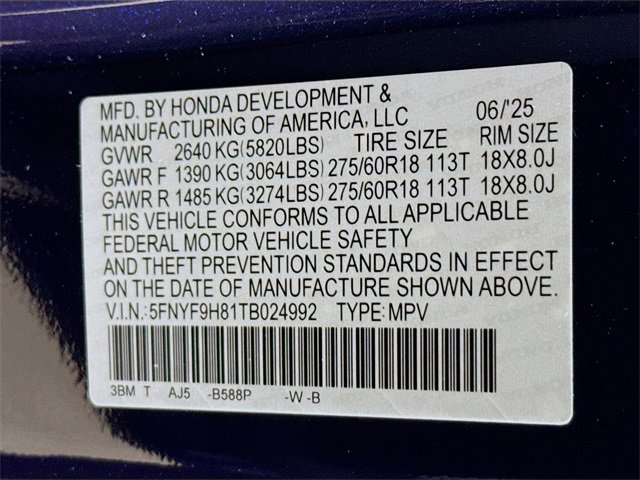 MFD. BY HONDA DEVELOPMENT &
MANUFACTURING OF AMERICA, LLC 06/'25
GVWR 2640 KG(5820LBS) TIRE SIZE RIM SIZE
GAWR F 1390 KG(3064LBS) 275/60R18 113T 18X8.0J
GAWR R 1485 KG(3274LBS) 275/60R18 113T 18X8.0J
THIS VEHICLE CONFORMS TO ALL APPLICABLE
FEDERAL MOTOR VEHICLE SAFETY
AND THEFT PREVENTION STANDARDS IN EFFECT
ON THE DATE OF MANUFACTURE SHOWN ABOVE.
V.I.N.:5FNYF9H81TB024992 TYPE:MPV
3BM T AJ5 -B588P -W -B